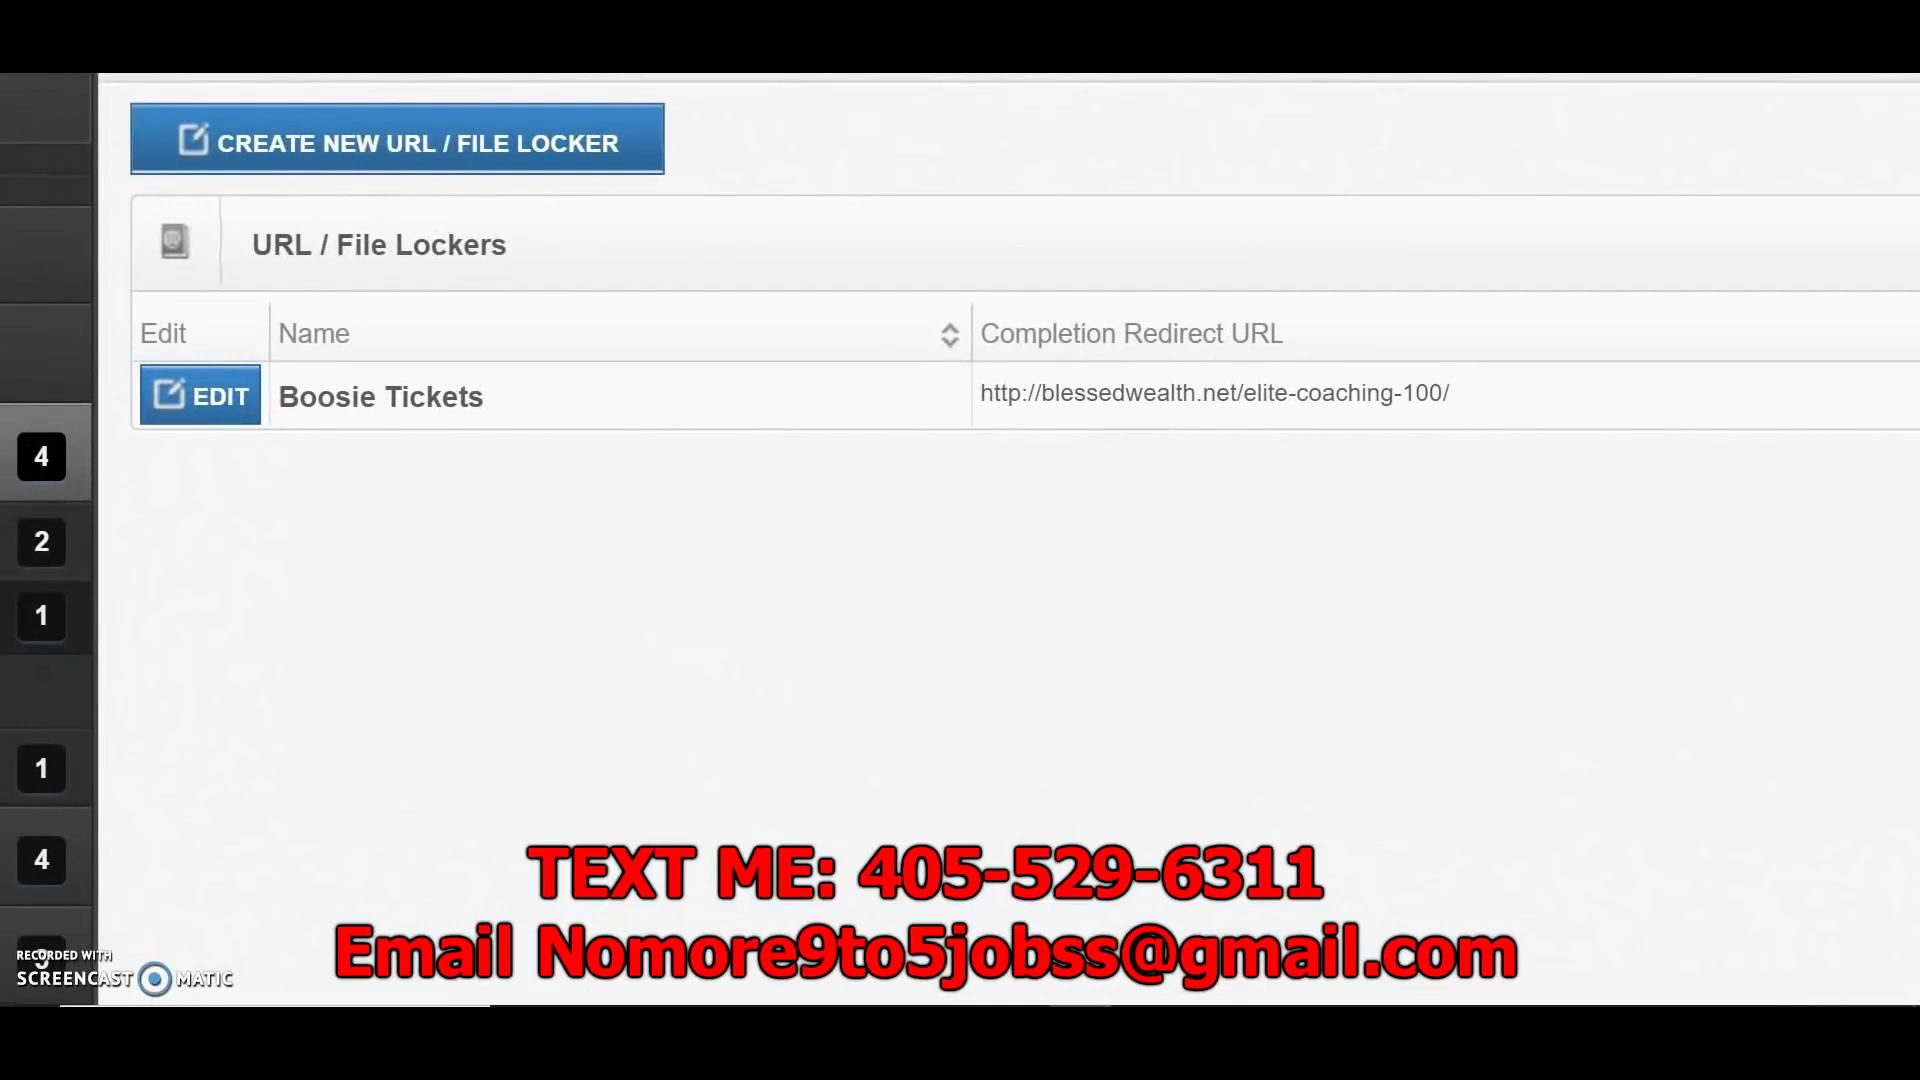 CREATE NEW URL / FILE LOCKER
URL / File Lockers
Edit Name Completion Redirect URL
EDIT Boosie Tickets http://blessedwealth.net/elite-coaching-100/
4
2
1
1
4
TEXT ME: 405-529-6311
Email Nomore9to5jobss@gmail.com
RECORDED WITH
SCREENCAST MATIC